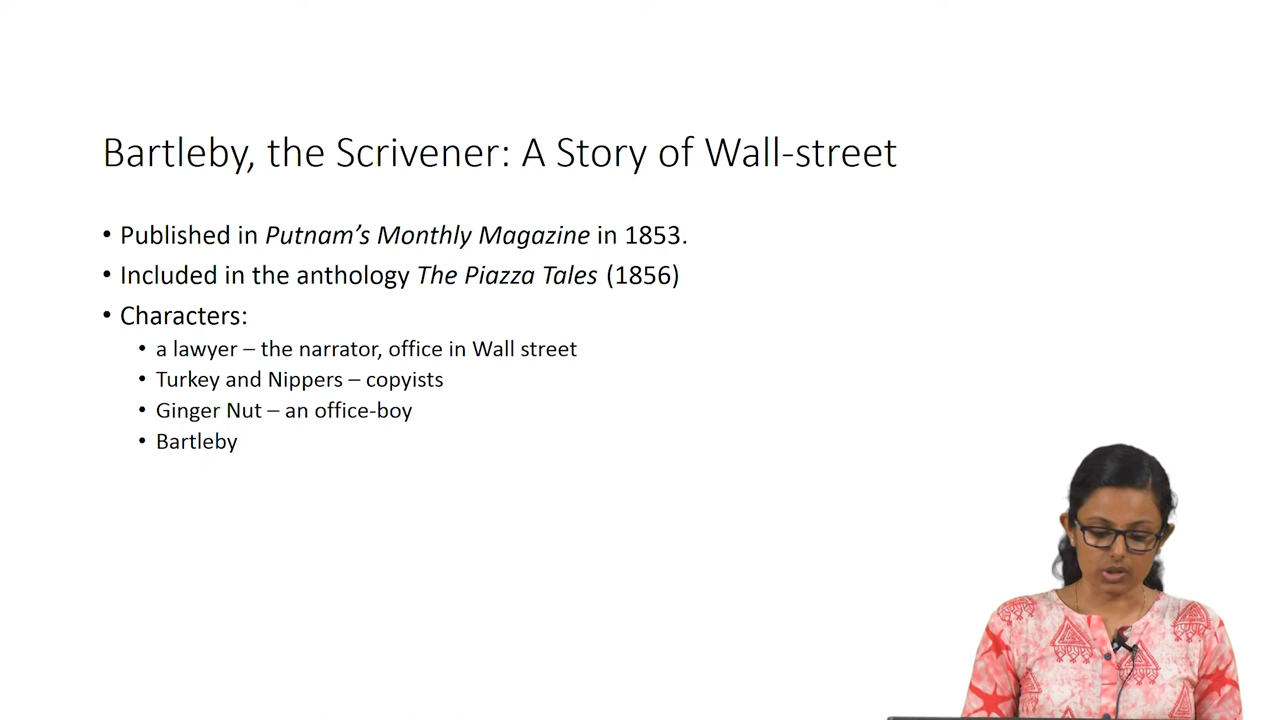 Bartleby, the Scrivener: A Story of Wall-street
• Published in Putnam’s Monthly Magazine in 1853.
• Included in the anthology The Piazza Tales (1856)
• Characters:
• a lawyer – the narrator, office in Wall street
• Turkey and Nippers – copyists
• Ginger Nut – an office-boy
• Bartleby